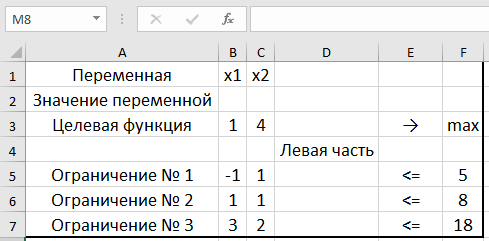 M8 fx
A B C D E F
1 Переменная x1 x2
2 Значение переменной
3 Целевая функция 1 4 → max
4 Левая часть
5 Ограничение № 1 -1 1 <= 5
6 Ограничение № 2 1 1 <= 8
7 Ограничение № 3 3 2 <= 18